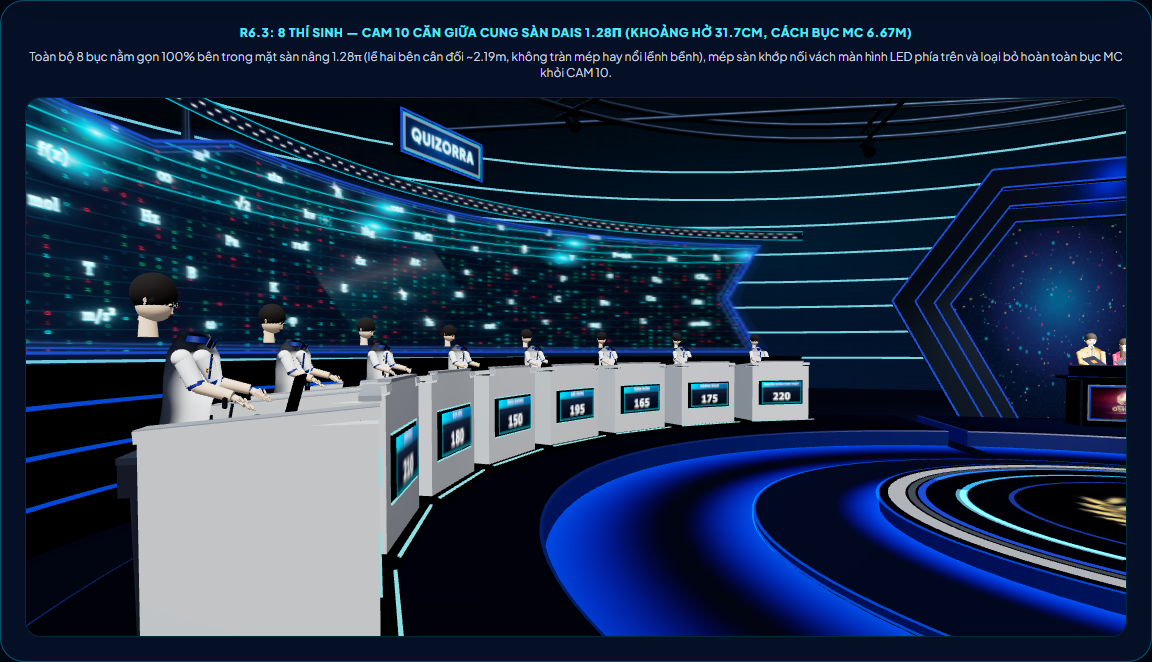 R6.3: 8 THÍ SINH — CAM 10 CĂN GIỮA CUNG SÀN DAIS 1.28π (KHOẢNG HỞ 31.7CM, CÁCH BỤC MC 6.67M)
Toàn bộ 8 bục nằm gọn 100% bên trong mặt sàn nâng 1.28π (lề hai bên cân đối ~2.19m, không tràn mép hay nổi lềnh bềnh), mép sàn khớp nối vách màn hình LED phía trên và loại bỏ hoàn toàn bục MC
khỏi CAM 10.
QUIZORRA
f(x)
m²
∞
sin
mol
√2
Hz
T
B
K
m/s²
210
180
150
195
165
175
220